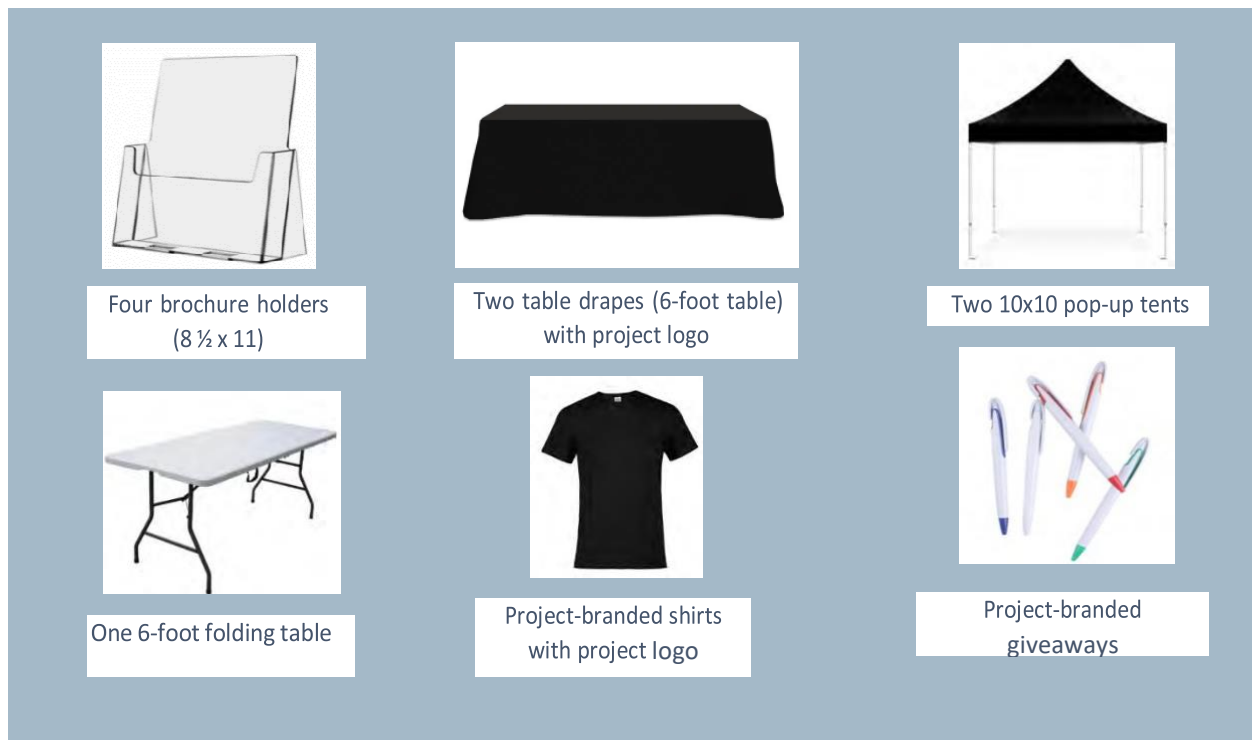 Four brochure holders
(8 ½ x 11)
Two table drapes (6-foot table)
with project logo
Two 10x10 pop-up tents
One 6-foot folding table
Project-branded shirts
with project logo
Project-branded
giveaways